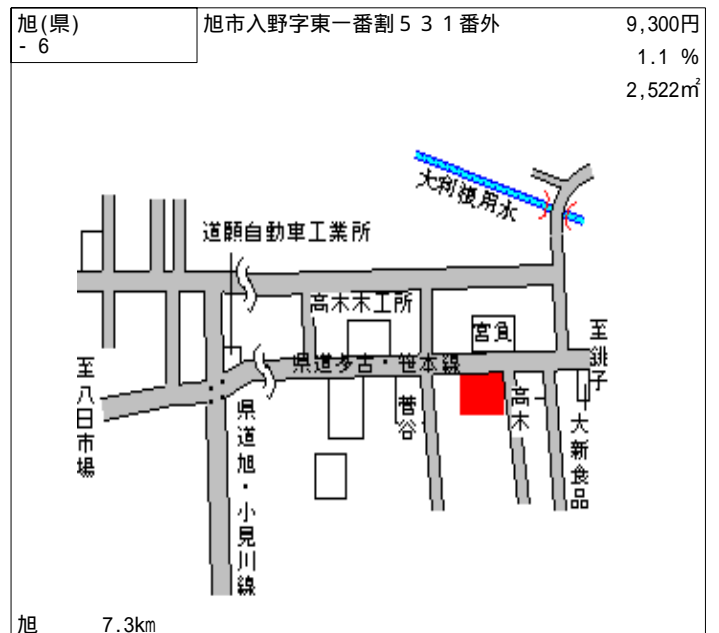 旭(県)
- 6
旭市入野字東一番割５３１番外
9,300円
1.1 %
2,522㎡
大利根用水
道願自動車工業所
高木木工所
宮負
至銚子
県道多古・笹本線
至八日市場
菅谷
高木
大新食品
県道旭・小見川線
旭 7.3km